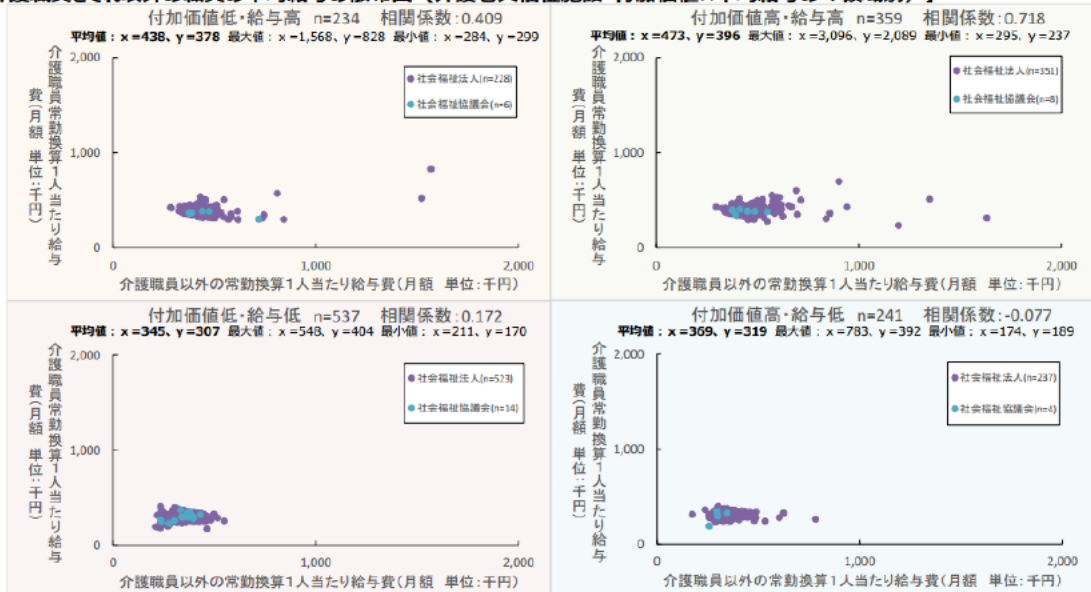 付加価値低・給与高 n=234 相関係数:0.409
平均値：x=438、y=378 最大値：x=1,568、y=828 最小値：x=284、y=299
介護職員常勤換算1人当たり給与費（月額 単位:千円）
2,000
1,000
0
社会福祉法人(n=228)
社会福祉協議会(n=6)
0 1,000 2,000
介護職員以外の常勤換算1人当たり給与費(月額 単位:千円)
付加価値高・給与高 n=359 相関係数:0.718
平均値：x=473、y=396 最大値：x=3,096、y=2,089 最小値：x=295、y=237
介護職員常勤換算1人当たり給与費（月額 単位:千円）
2,000
1,000
0
社会福祉法人(n=351)
社会福祉協議会(n=8)
0 1,000 2,000
介護職員以外の常勤換算1人当たり給与費(月額 単位:千円)
付加価値低・給与低 n=537 相関係数:0.172
平均値：x=345、y=307 最大値：x=548、y=404 最小値：x=211、y=170
介護職員常勤換算1人当たり給与費（月額 単位:千円）
2,000
1,000
0
社会福祉法人(n=523)
社会福祉協議会(n=14)
0 1,000 2,000
介護職員以外の常勤換算1人当たり給与費(月額 単位:千円)
付加価値高・給与低 n=241 相関係数:-0.077
平均値：x=369、y=319 最大値：x=783、y=392 最小値：x=174、y=189
介護職員常勤換算1人当たり給与費（月額 単位:千円）
2,000
1,000
0
社会福祉法人(n=237)
社会福祉協議会(n=4)
0 1,000 2,000
介護職員以外の常勤換算1人当たり給与費(月額 単位:千円)